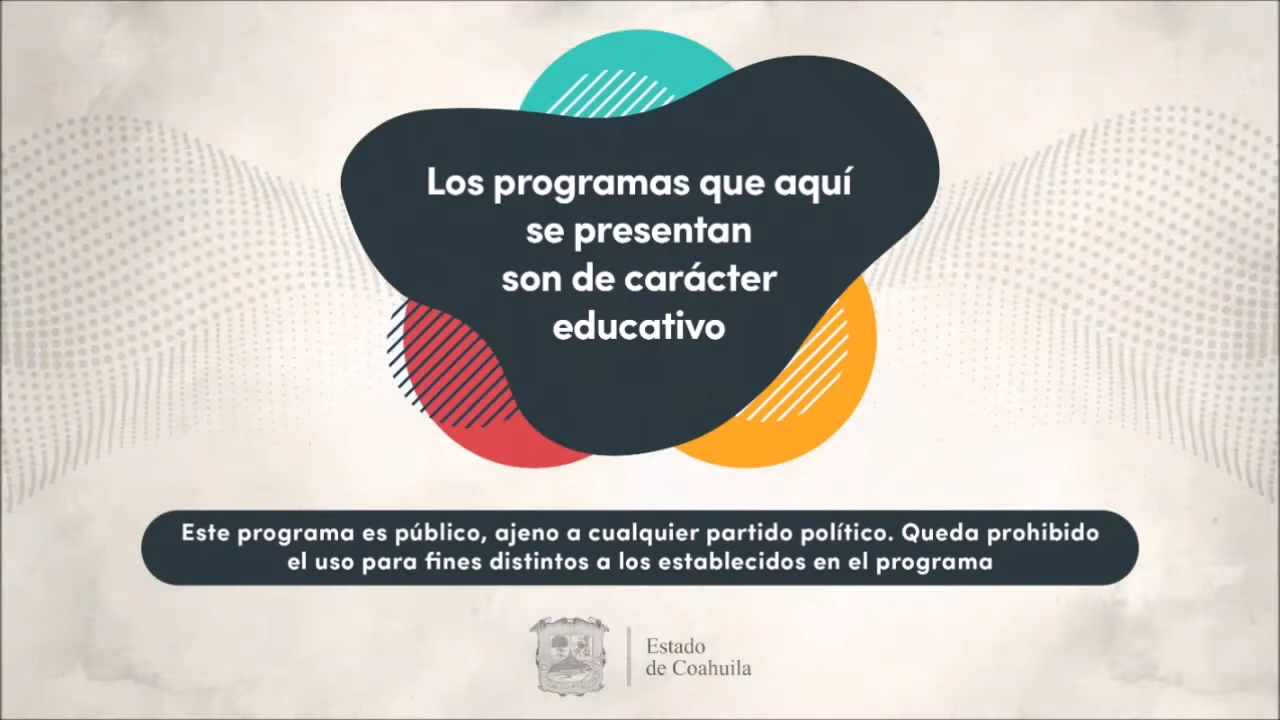 Los programas que aquí
se presentan
son de carácter
educativo
Este programa es público, ajeno a cualquier partido político. Queda prohibido
el uso para fines distintos a los establecidos en el programa
Estado
de Coahuila